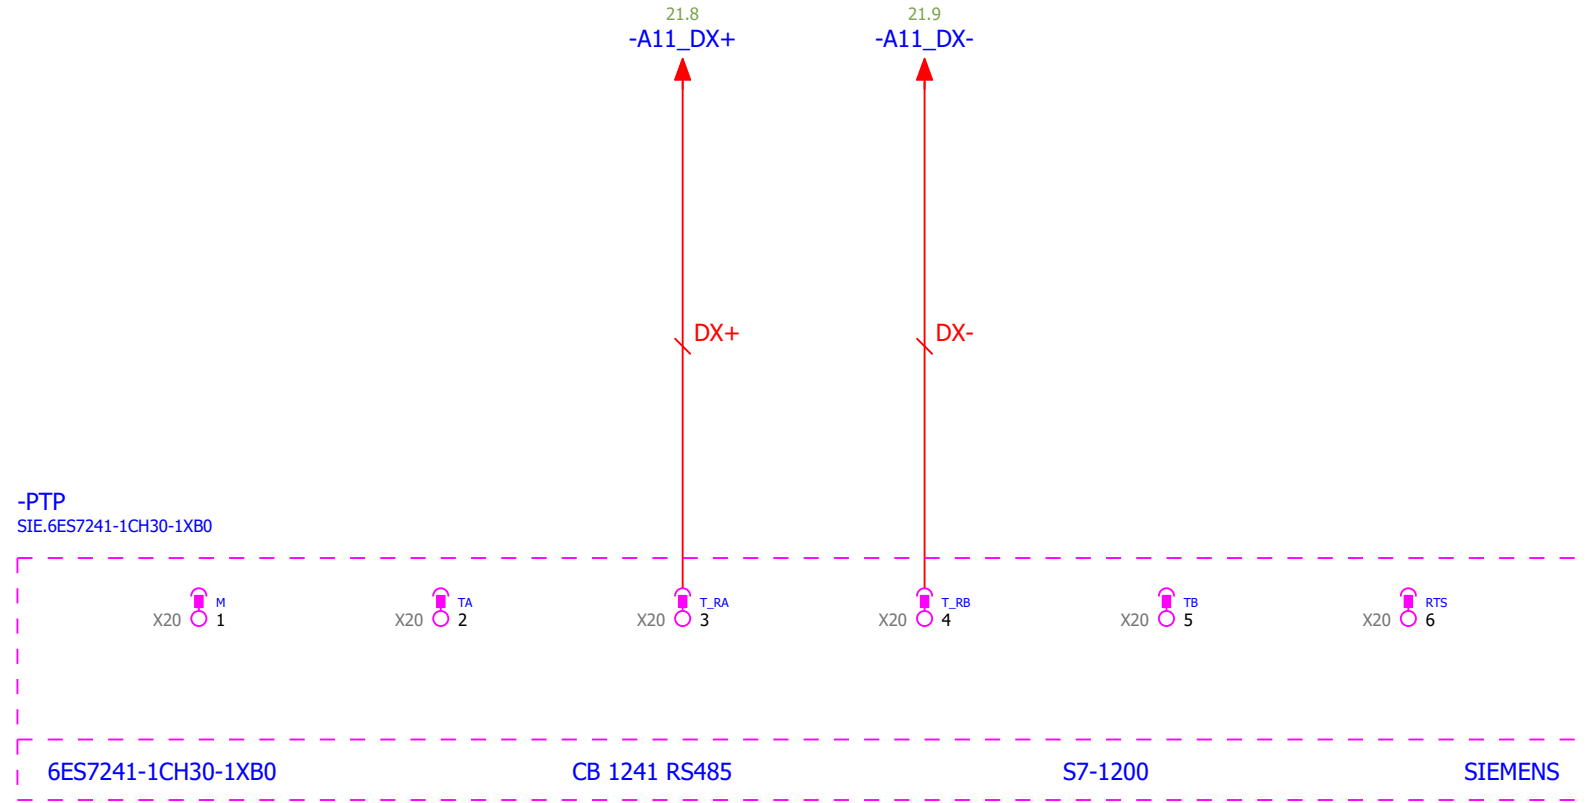 21.8 21.9
-A11_DX+ -A11_DX-
DX+ DX-
-PTP
SIE.6ES7241-1CH30-1XB0
M TA T_RA T_RB TB RTS
X20 1 X20 2 X20 3 X20 4 X20 5 X20 6
6ES7241-1CH30-1XB0 CB 1241 RS485 S7-1200 SIEMENS